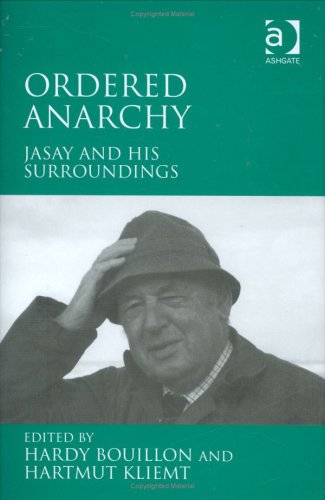 a
ASHGATE
ORDERED
ANARCHY
JASAY AND HIS
SURROUNDINGS
EDITED BY
HARDY BOUILLON AND
HARTMUT KLIEMT